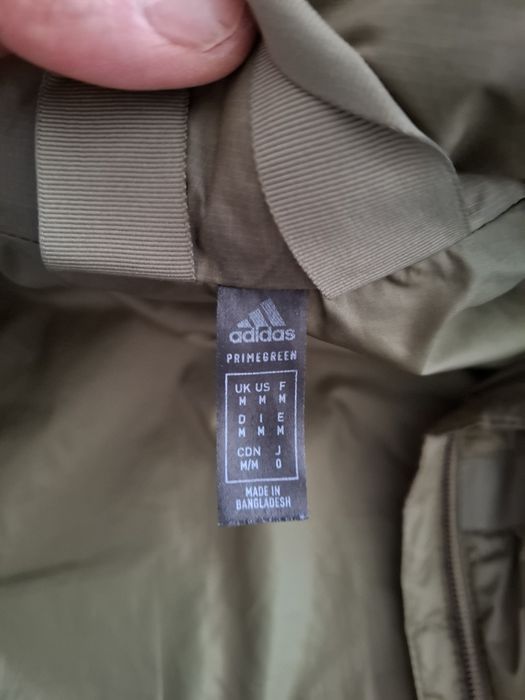 adidas
PRIMEGREEN
UK US F
M M M
D I E
M M M
CDN J
M/M O
MADE IN
BANGLADESH